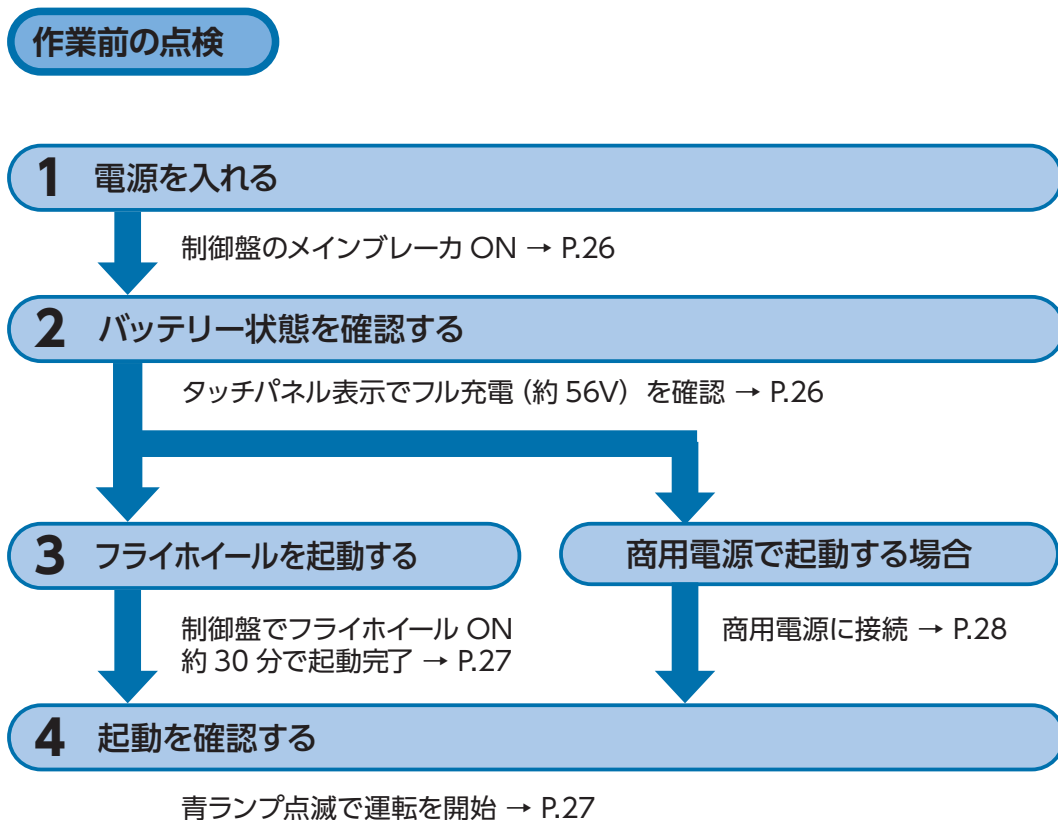 作業前の点検
1 電源を入れる
制御盤のメインブレーカ ON → P.26
2 バッテリー状態を確認する
タッチパネル表示でフル充電（約 56V）を確認 → P.26
3 フライホイールを起動する
制御盤でフライホイール ON
約 30 分で起動完了 → P.27
商用電源で起動する場合
商用電源に接続 → P.28
4 起動を確認する
青ランプ点滅で運転を開始 → P.27